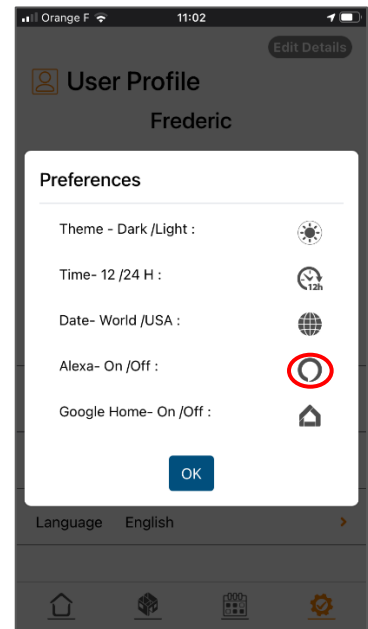 Orange F 11:02
Edit Details
User Profile
Frederic
Preferences
Theme - Dark /Light :
Time- 12 /24 H :
12h
Date- World /USA :
Alexa- On /Off :
Google Home- On /Off :
OK
Language English
000